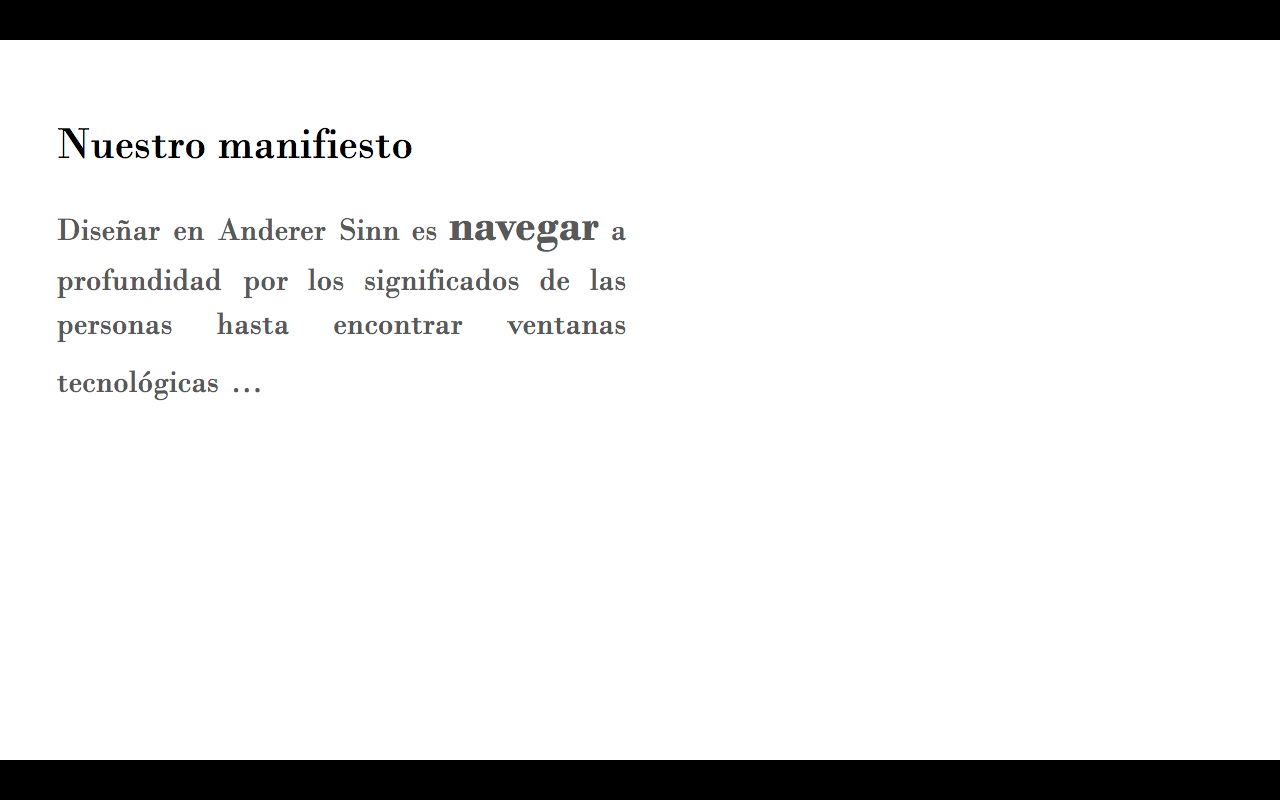 Nuestro manifiesto
Diseñar en Anderer Sinn es navegar a
profundidad por los significados de las
personas hasta encontrar ventanas
tecnológicas ...